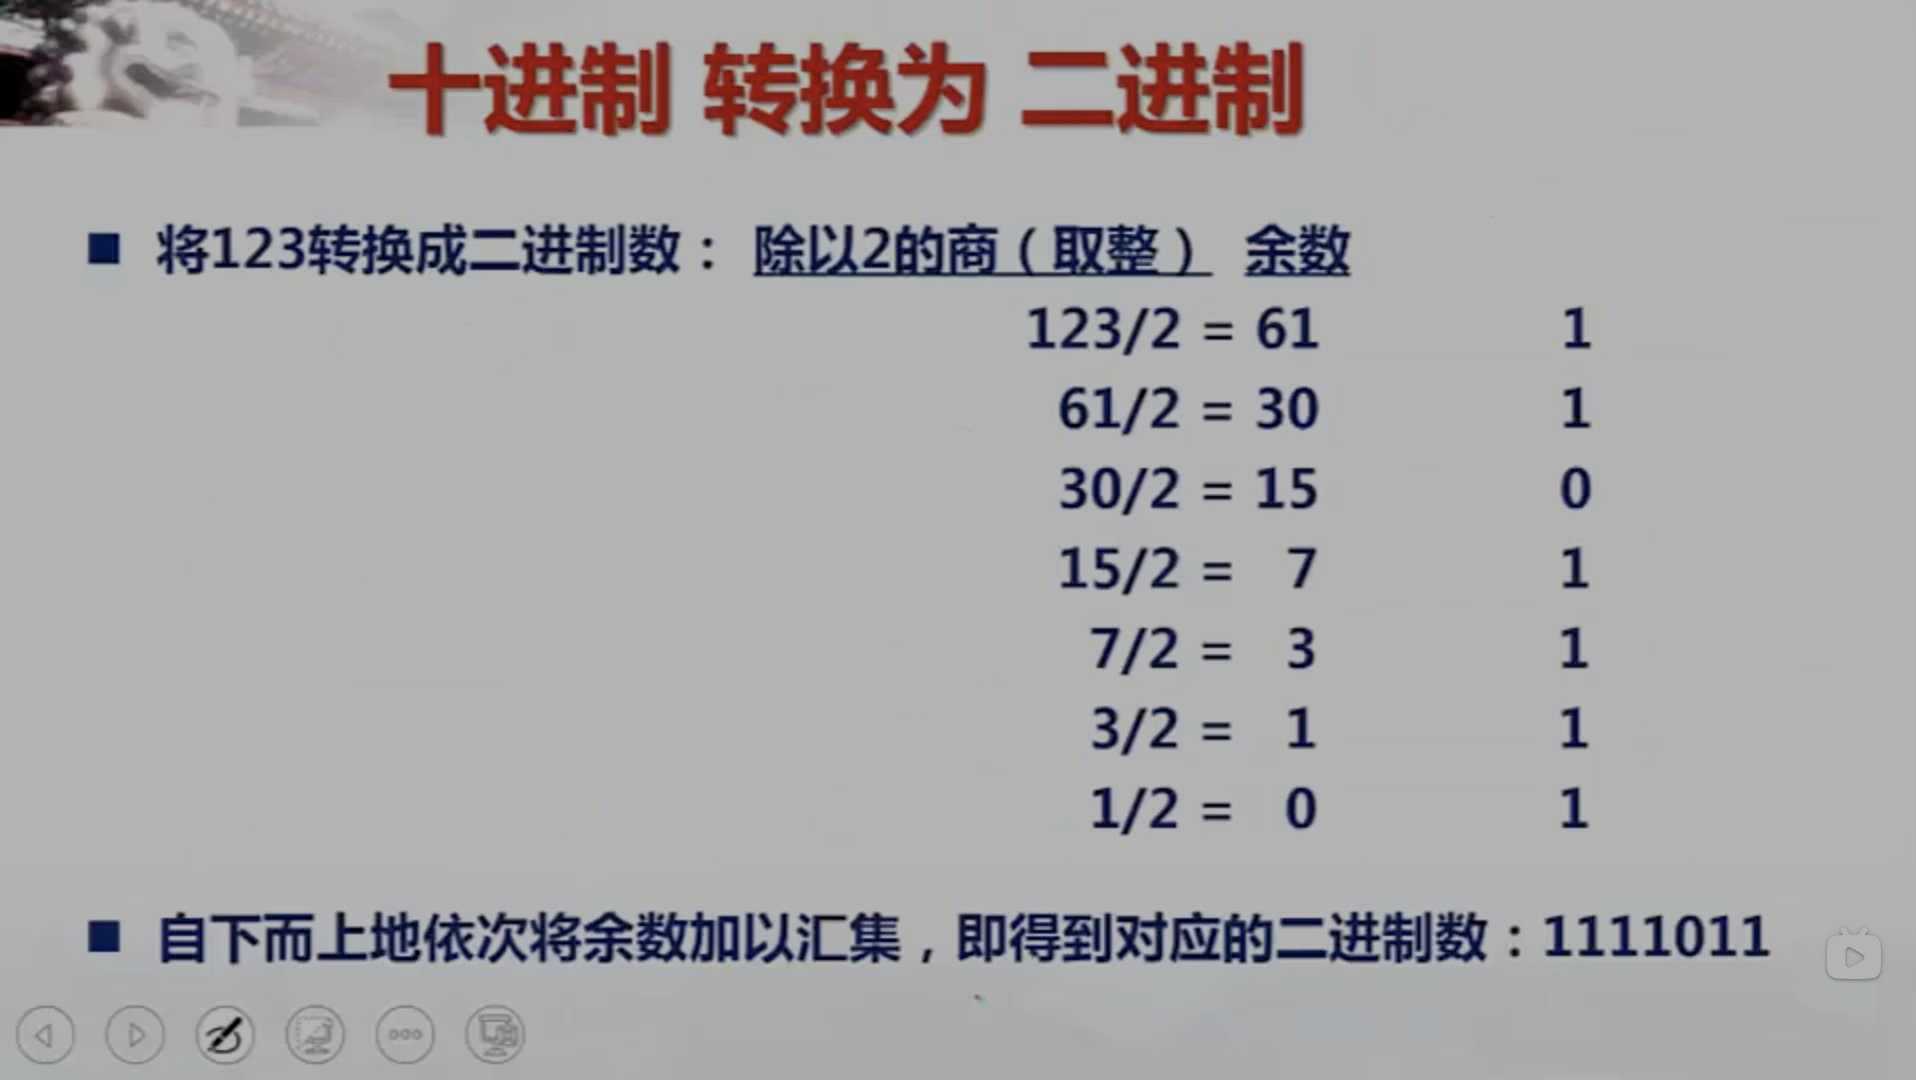 十进制 转换为 二进制
■ 将123转换成二进制数： 除以2的商（取整） 余数
123/2 = 61 1
61/2 = 30 1
30/2 = 15 0
15/2 = 7 1
7/2 = 3 1
3/2 = 1 1
1/2 = 0 1
■ 自下而上地依次将余数加以汇集，即得到对应的二进制数：1111011